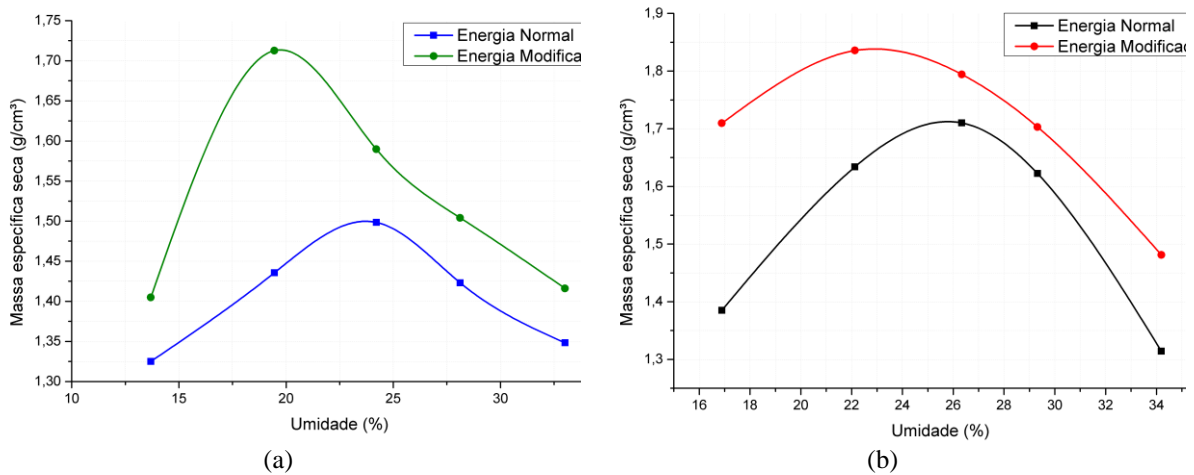 (a)
1,75
1,70
1,65
1,60
1,55
1,50
1,45
1,40
1,35
1,30
Massa específica seca (g/cm³)
10
15
20
25
30
Umidade (%)
Energia Normal
Energia Modifica
(a)
b)
1,9
1,8
1,7
1,6
1,5
1,4
1,3
Massa específica seca (g/cm³)
16
18
20
22
24
26
28
30
32
34
Umidade (%)
Energia Normal
Energia Modificad
(b)